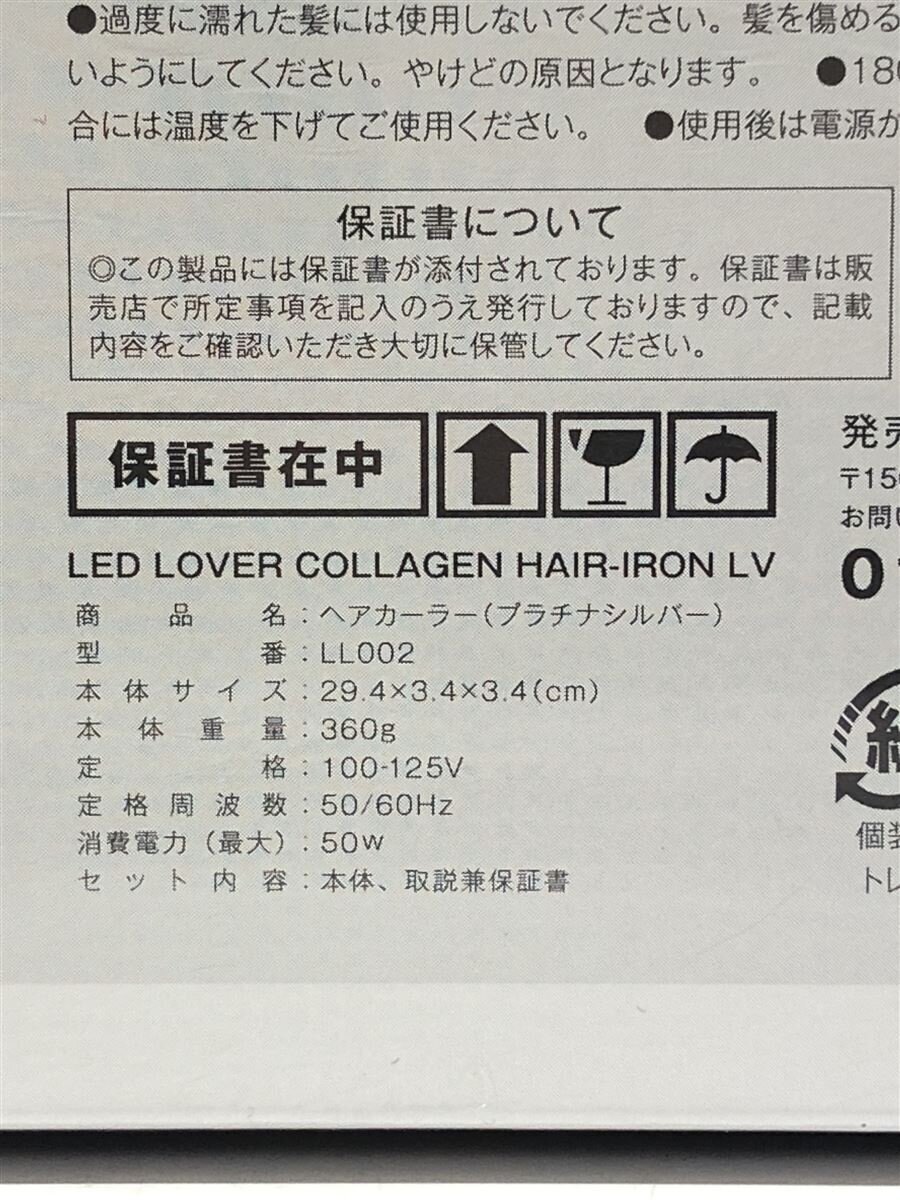 ●過度に濡れた髪には使用しないでください。髪を傷める
いようにしてください。やけどの原因となります。 ●180
合には温度を下げてご使用ください。 ●使用後は電源が
保証書について
◎この製品には保証書が添付されております。保証書は販
売店で所定事項を記入のうえ発行しておりますので、記載
内容をご確認いただき大切に保管してください。
保証書在中
発売
〒150
お問い
0
LED LOVER COLLAGEN HAIR-IRON LV
商品名：ヘアカーラー(プラチナシルバー)
型番：LL002
本体サイズ：29.4×3.4×3.4(cm)
本体重量：360g
定格：100-125V
定格周波数：50/60Hz
消費電力（最大）：50w
セット内容：本体、取説兼保証書
個装
トレ